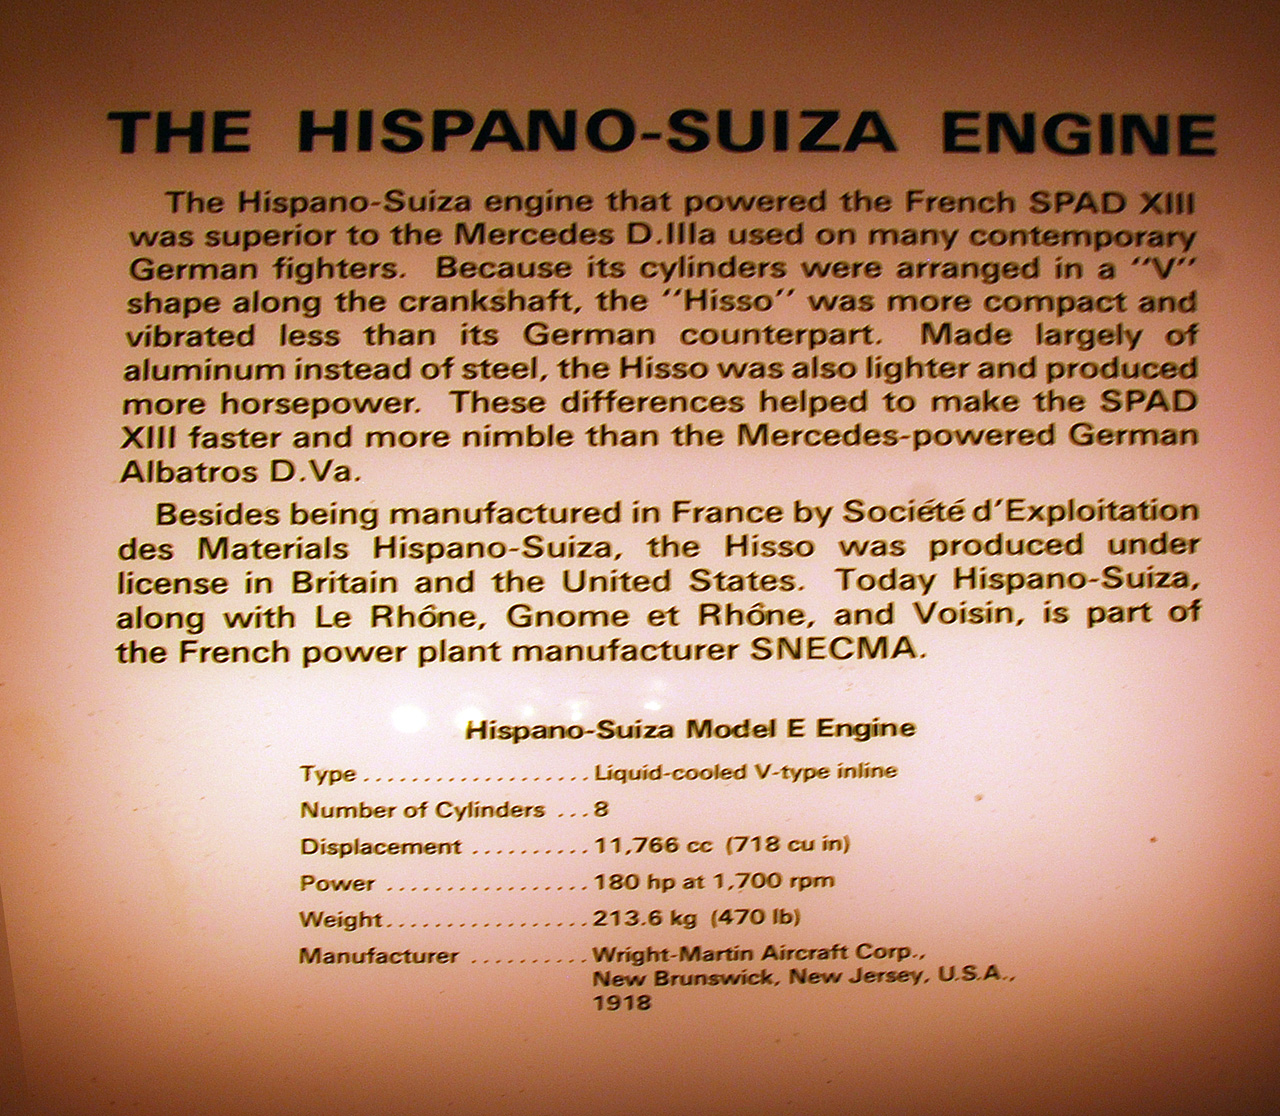 THE HISPANO-SUIZA ENGINE
The Hispano-Suiza engine that powered the French SPAD XIII
was superior to the Mercedes D.IIIa used on many contemporary
German fighters. Because its cylinders were arranged in a "V"
shape along the crankshaft, the "Hisso" was more compact and
vibrated less than its German counterpart. Made largely of
aluminum instead of steel, the Hisso was also lighter and produced
more horsepower. These differences helped to make the SPAD
XIII faster and more nimble than the Mercedes-powered German
Albatros D.Va.
Besides being manufactured in France by Société d'Exploitation
des Materials Hispano-Suiza, the Hisso was produced under
license in Britain and the United States. Today Hispano-Suiza,
along with Le Rhône, Gnome et Rhône, and Voisin, is part of
the French power plant manufacturer SNECMA.
Hispano-Suiza Model E Engine
Type ................... Liquid-cooled V-type inline
Number of Cylinders ... 8
Displacement .......... 11,766 cc (718 cu in)
Power ................. 180 hp at 1,700 rpm
Weight................. 213.6 kg (470 lb)
Manufacturer .......... Wright-Martin Aircraft Corp.,
New Brunswick, New Jersey, U.S.A.,
1918